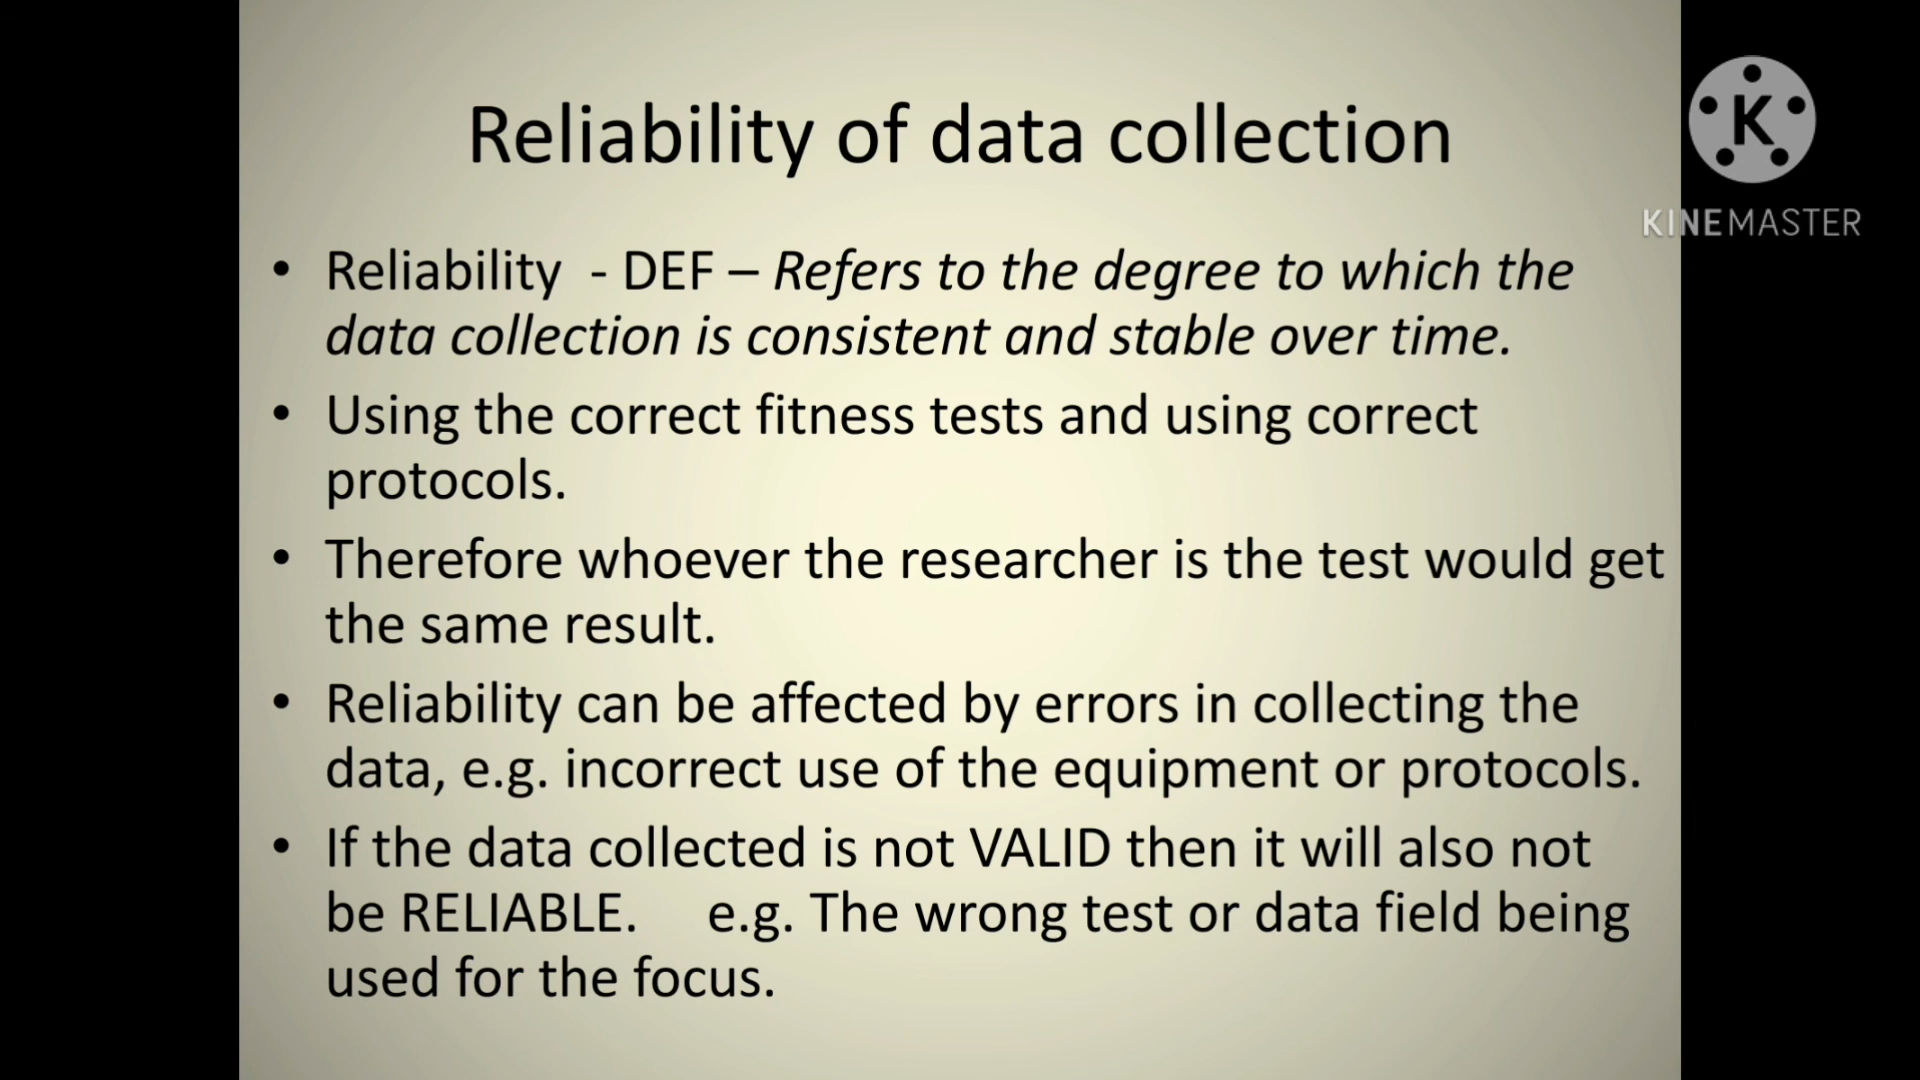 Reliability of data collection
K
KINEMASTER
• Reliability  - DEF – Refers to the degree to which the
data collection is consistent and stable over time.
• Using the correct fitness tests and using correct
protocols.
• Therefore whoever the researcher is the test would get
the same result.
• Reliability can be affected by errors in collecting the
data, e.g. incorrect use of the equipment or protocols.
• If the data collected is not VALID then it will also not
be RELIABLE.    e.g. The wrong test or data field being
used for the focus.